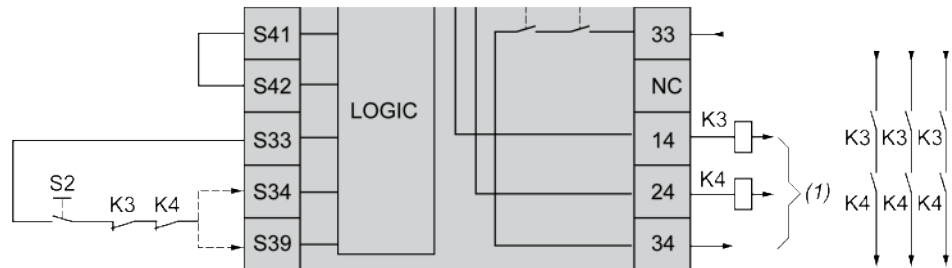 S41
S42
S33
S34
S39
LOGIC
S2
K3 K4
33
NC
14
24
34
K3
K4
(1)
K3 K3 K3
K4 K4 K4